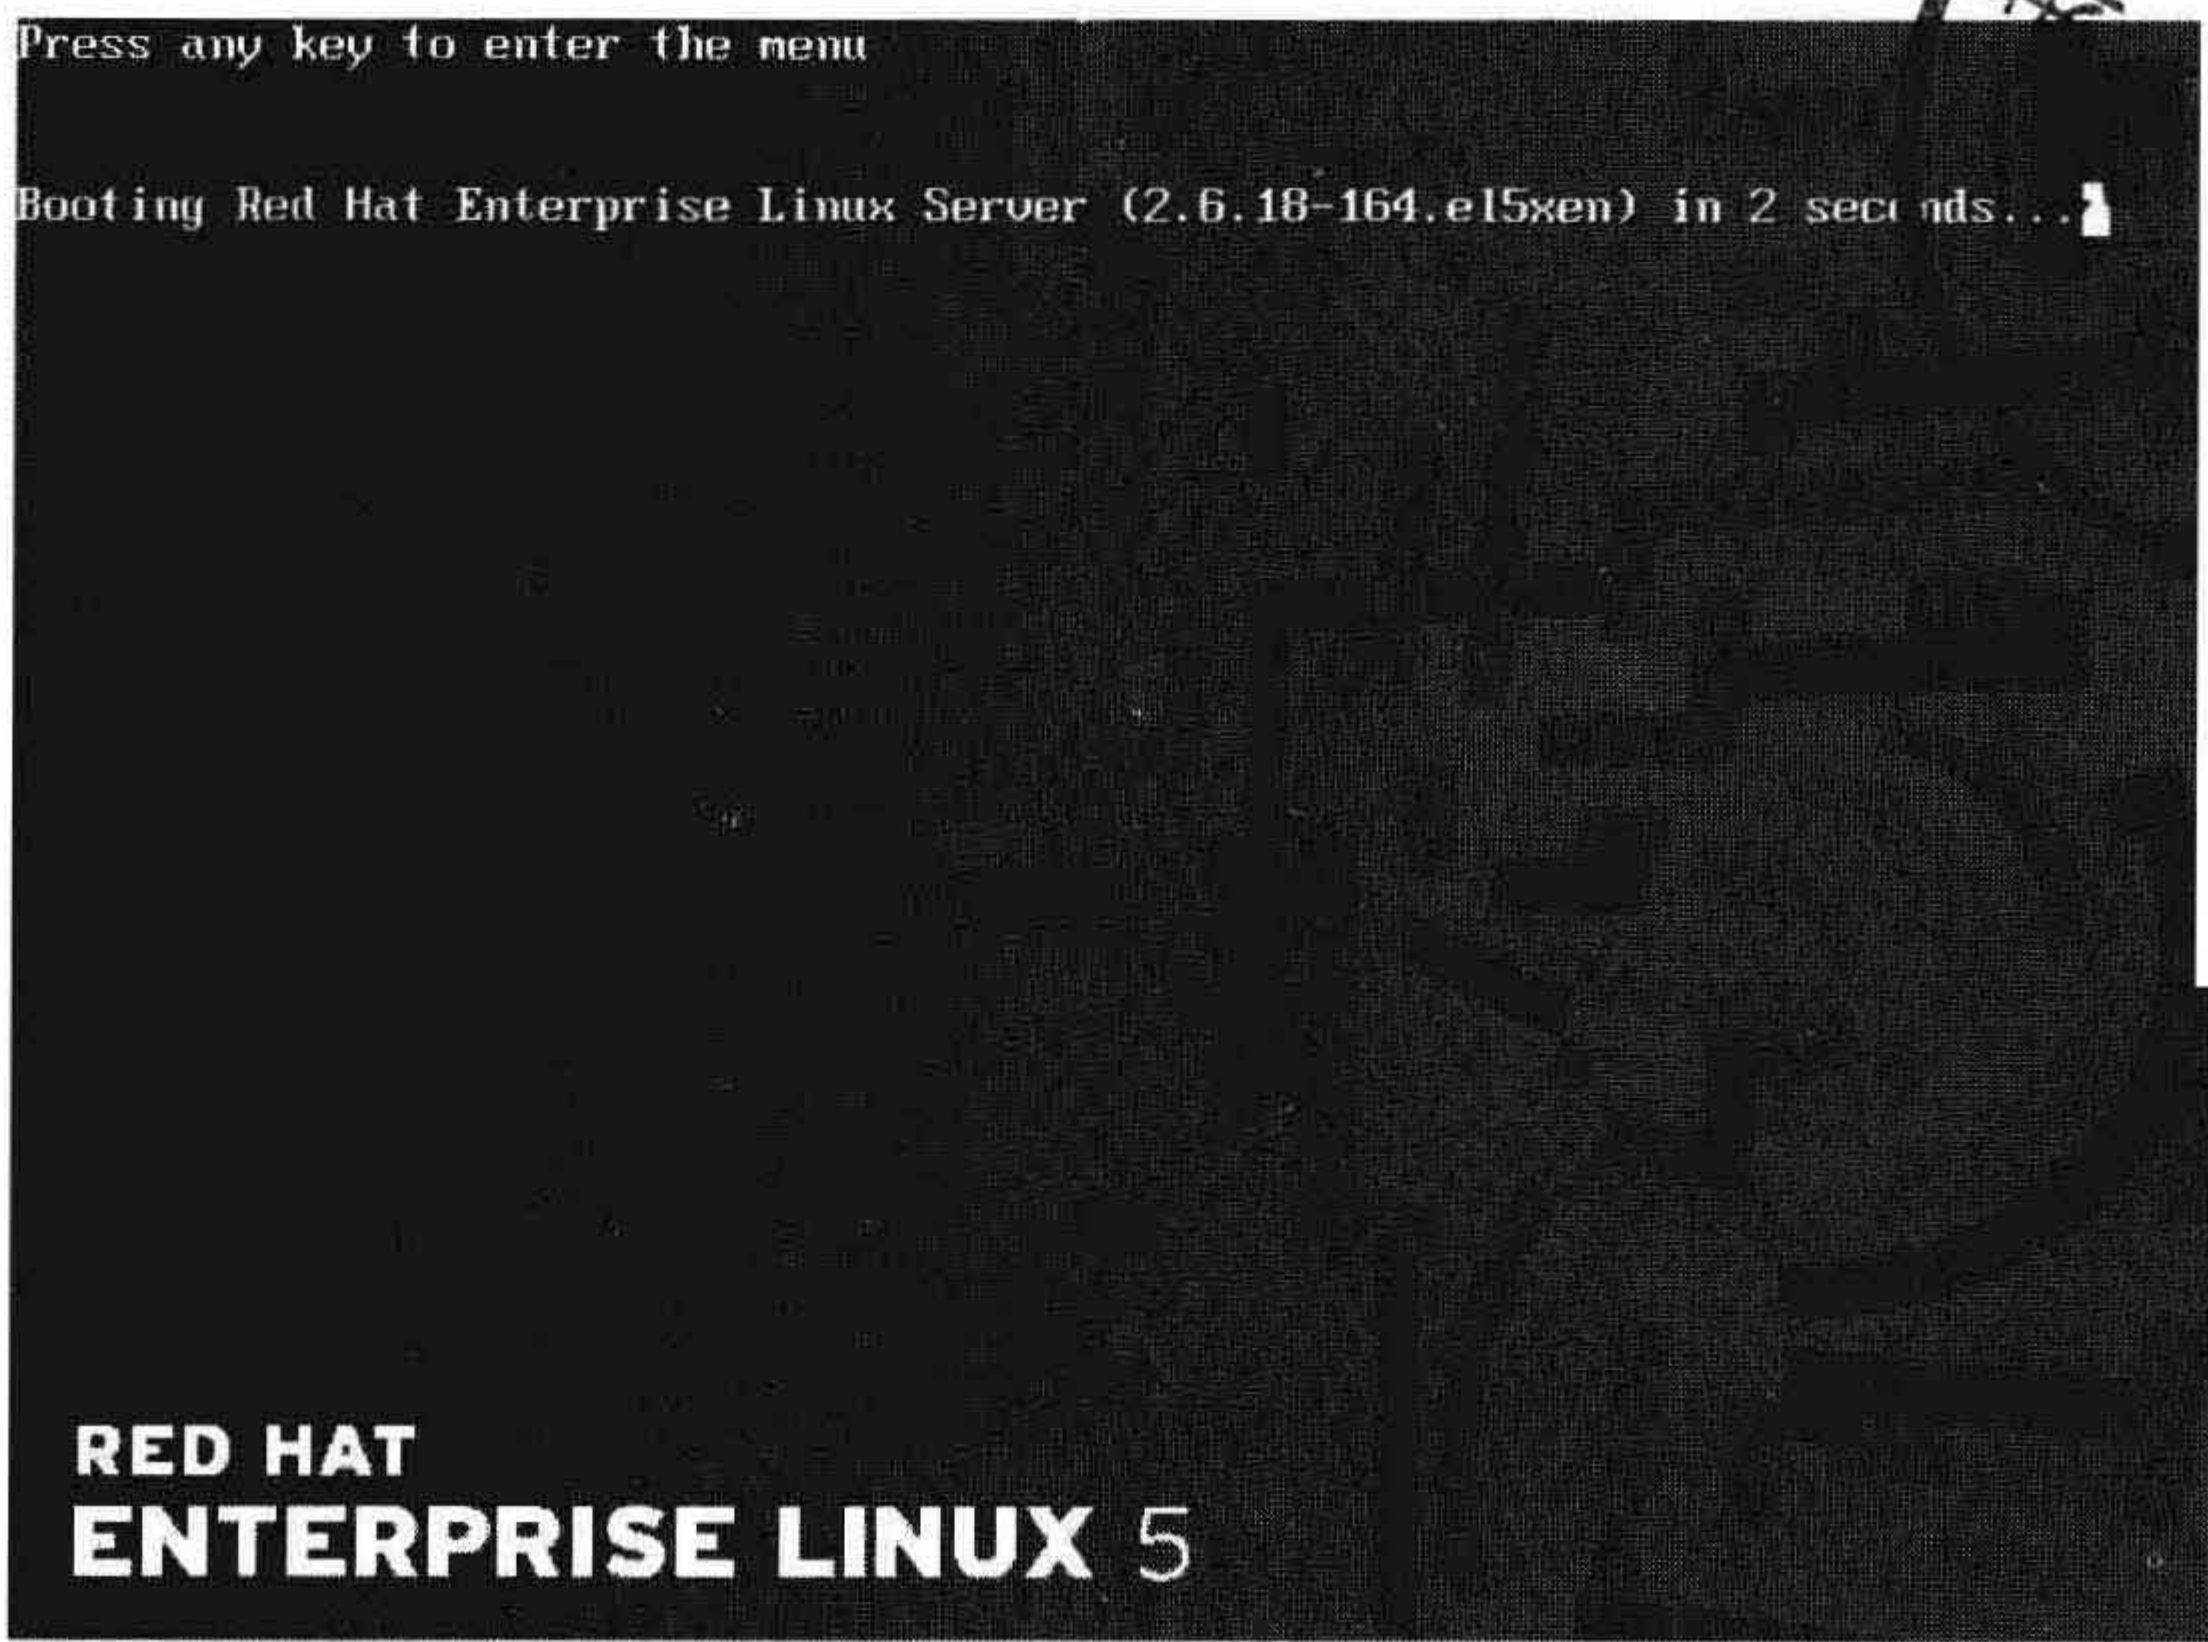 Press any key to enter the menu
Booting Red Hat Enterprise Linux Server (2.6.18-164.el5xen) in 2 seconds...
RED HAT
ENTERPRISE LINUX 5